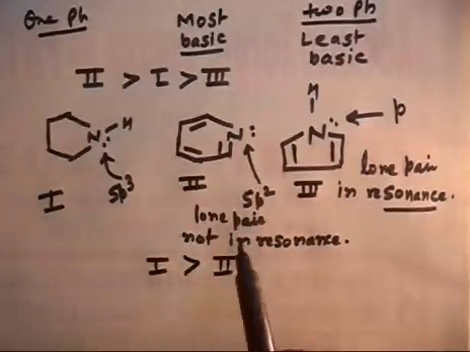 One Ph
Most
basic
two Ph
Least
basic
II > I > III
H
N H
N:
N
p
I
sp3
II
sp2
III
lone pair
in resonance.
lone pair
not in resonance.
I > II